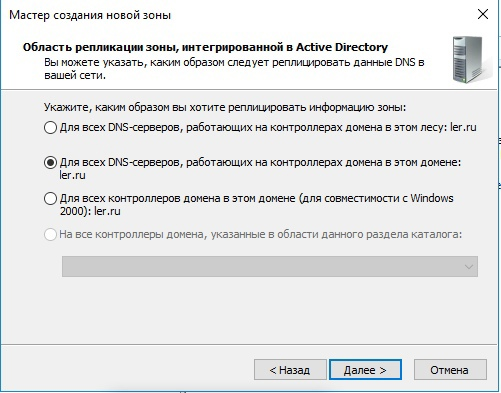 Мастер создания новой зоны
Область репликации зоны, интегрированной в Active Directory
Вы можете указать, каким образом следует реплицировать данные DNS в
вашей сети.
Укажите, каким образом вы хотите реплицировать информацию зоны:
Для всех DNS-серверов, работающих на контроллерах домена в этом лесу: ler.ru
Для всех DNS-серверов, работающих на контроллерах домена в этом домене:
ler.ru
Для всех контроллеров домена в этом домене (для совместимости с Windows
2000): ler.ru
На все контроллеры домена, указанные в области данного раздела каталога:
< Назад
Далее >
Отмена